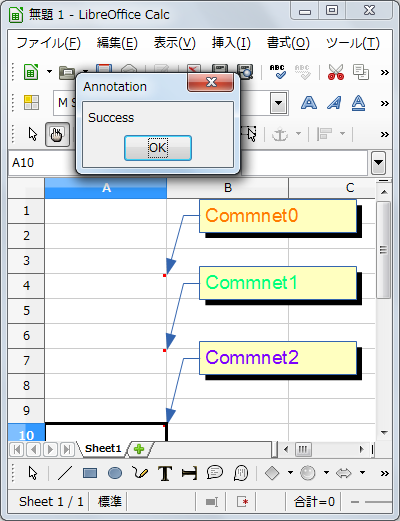 無題 1 - LibreOffice Calc
ファイル(F) 編集(E) 表示(V) 挿入(I) 書式(O) ツール(T) »
ABC ABC »
Annotation
M S
A A A »
Success
OK
»
A10
A B C
1
Commnet0
2
3
4
Commnet1
5
6
7
Commnet2
8
9
10
Sheet1
T »
Sheet 1 / 1 標準 合計=0